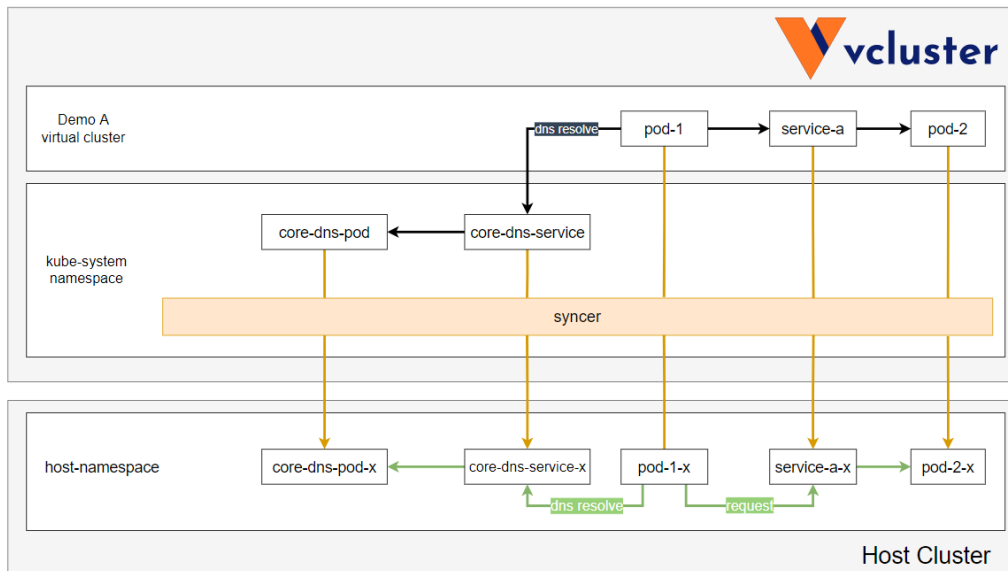 vcluster
Demo A
virtual cluster
dns resolve
pod-1
service-a
pod-2
core-dns-pod
core-dns-service
kube-system
namespace
syncer
host-namespace
core-dns-pod-x
core-dns-service-x
pod-1-x
service-a-x
pod-2-x
dns resolve
request
Host Cluster